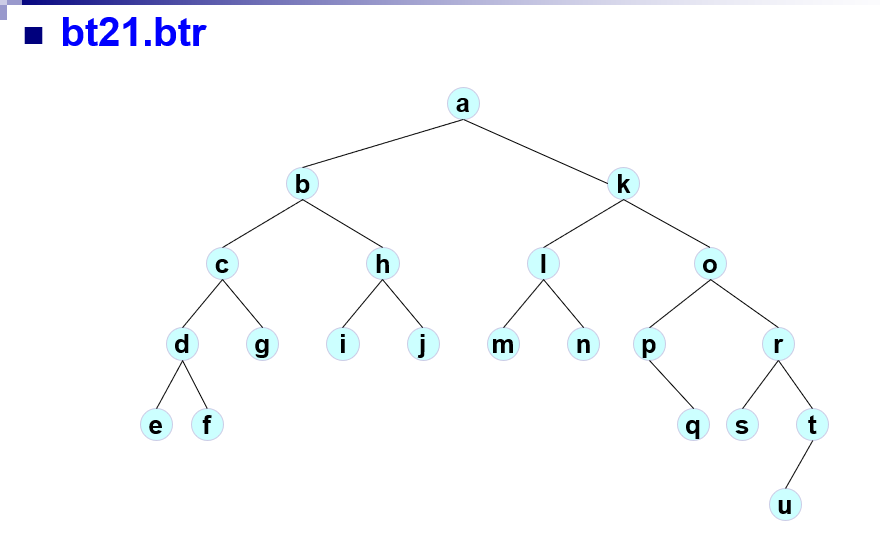 bt21.btr
a
b k
c h l o
d g i j m n p r
e f q s t
u